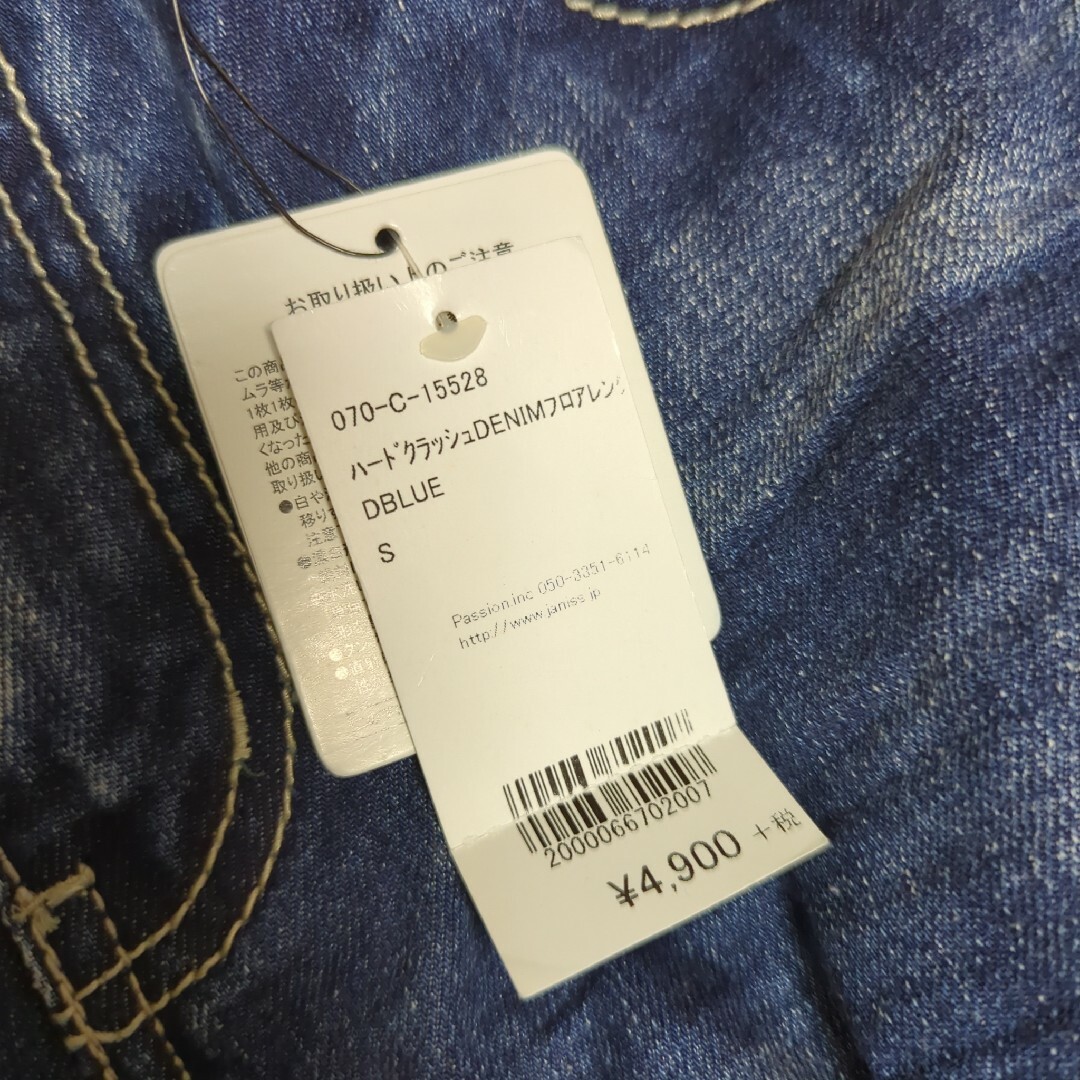 お取り扱い上のご注意
この商
ムラ等
1枚1枚
用及び
くなった
他の商
取り扱い
●白や
移り
注意
070-C-15528
ﾊｰﾄﾞｸﾗｯｼｭDENIMﾌﾛｱﾚﾝｸﾞ
DBLUE
S
Passion.inc 050-3351-6114
http://www.janiss.jp
2000066702007
¥4,900 +税